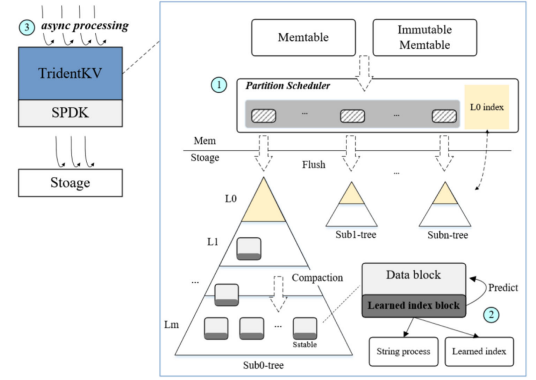 3
async processing
TridentKV
SPDK
Stoage
Memtable
Immutable
Memtable
1
Partition Scheduler
...
...
L0 index
Mem
Stoage
Flush
...
L0
Sub1-tree
Subn-tree
L1
...
Compaction
Lm
...
Sstable
Sub0-tree
Data block
Learned index block
Predict
2
String process
Learned index